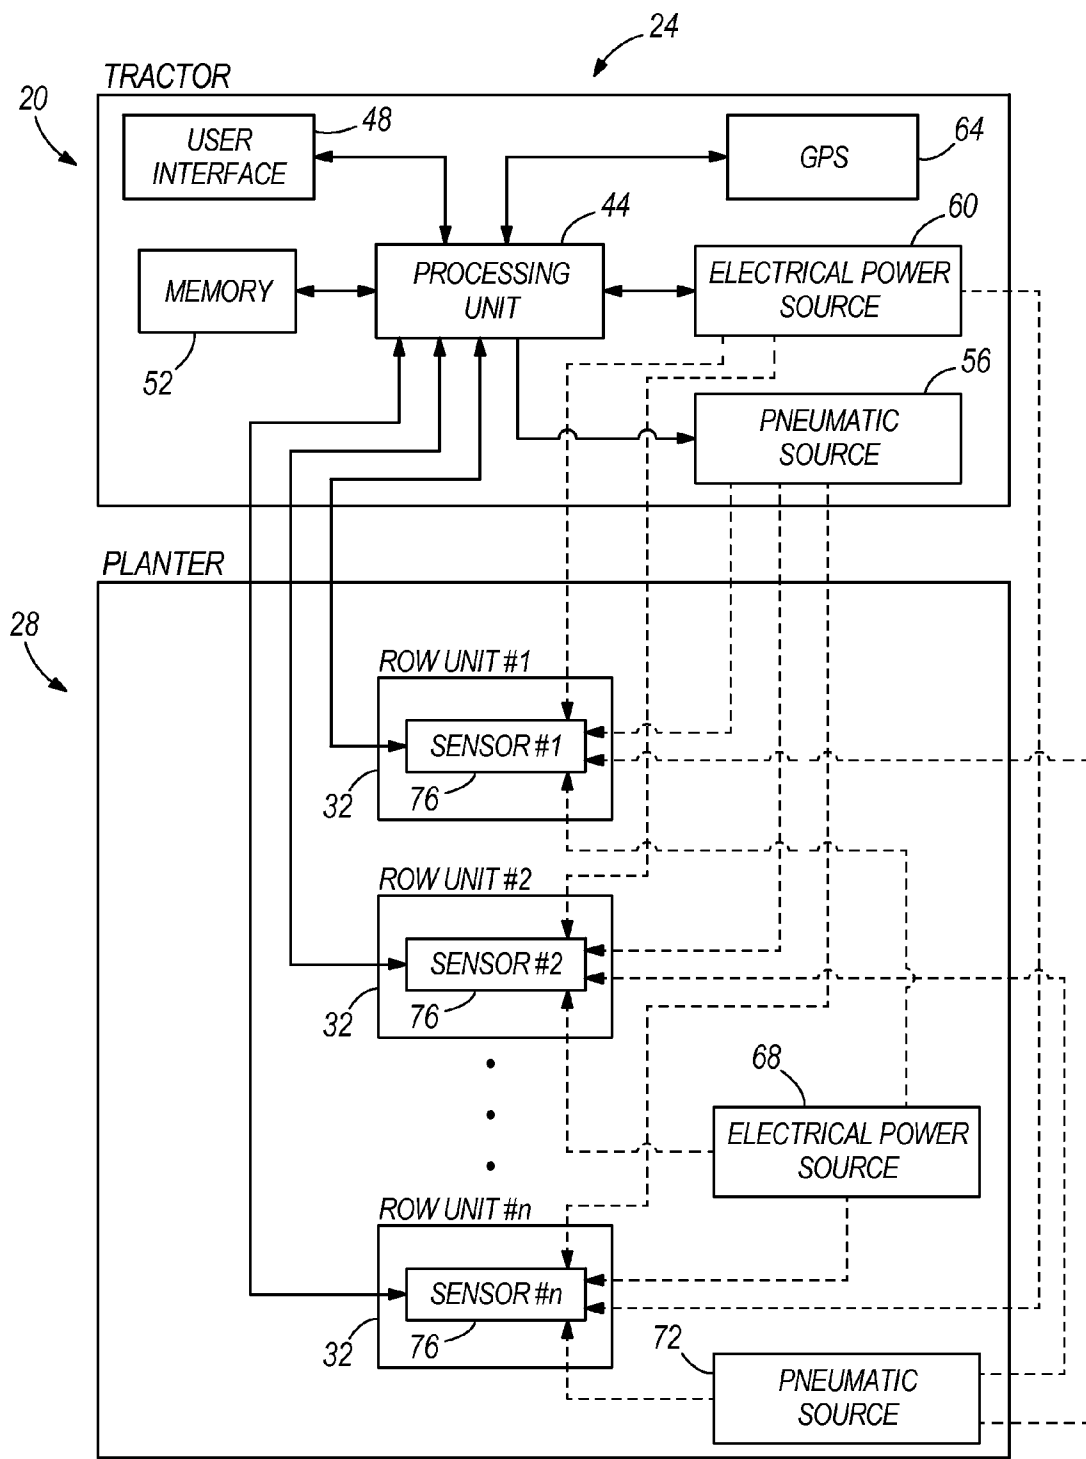 24
TRACTOR
20
USER
INTERFACE
48
GPS
64
44
60
MEMORY
PROCESSING
UNIT
ELECTRICAL POWER
SOURCE
52
56
PNEUMATIC
SOURCE
PLANTER
28
ROW UNIT #1
SENSOR #1
32
76
ROW UNIT #2
SENSOR #2
32
76
68
ELECTRICAL POWER
SOURCE
ROW UNIT #n
SENSOR #n
32
76
72
PNEUMATIC
SOURCE